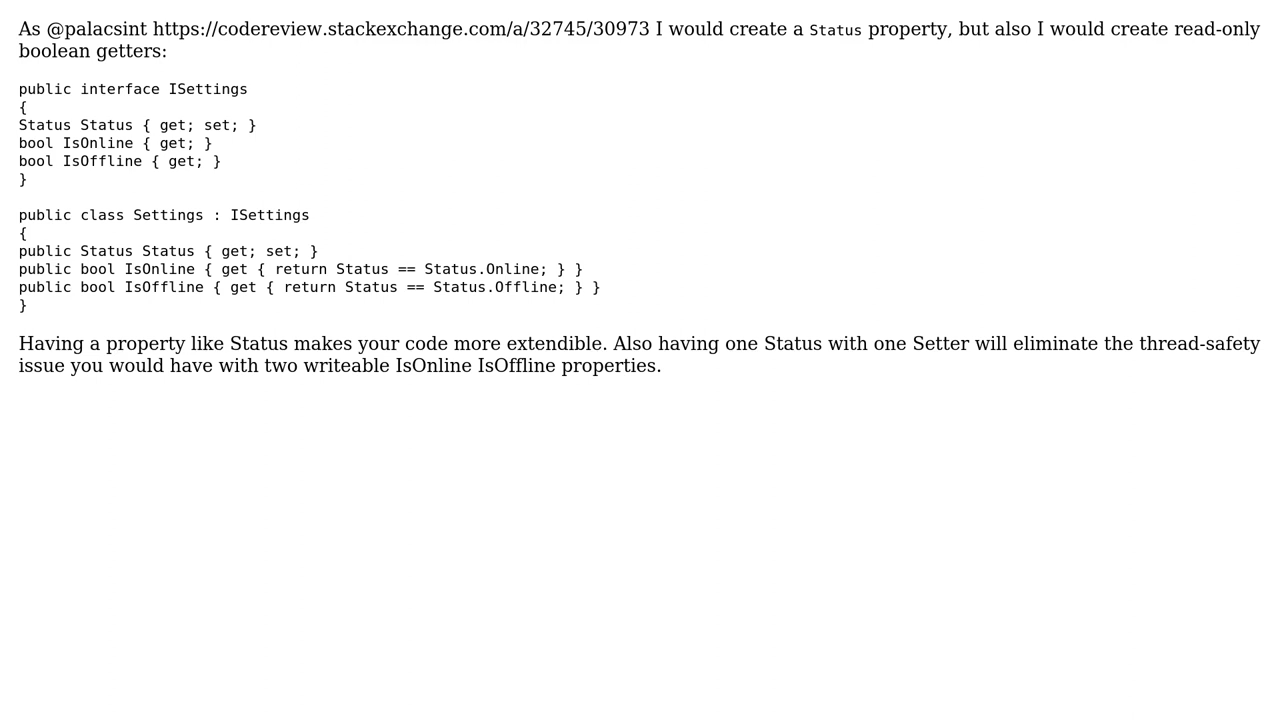 As @palacsint https://codereview.stackexchange.com/a/32745/30973 I would create a Status property, but also I would create read-only
boolean getters:
public interface ISettings
{
Status Status { get; set; }
bool IsOnline { get; }
bool IsOffline { get; }
}
public class Settings : ISettings
{
public Status Status { get; set; }
public bool IsOnline { get { return Status == Status.Online; } }
public bool IsOffline { get { return Status == Status.Offline; } }
}
Having a property like Status makes your code more extendible. Also having one Status with one Setter will eliminate the thread-safety
issue you would have with two writeable IsOnline IsOffline properties.